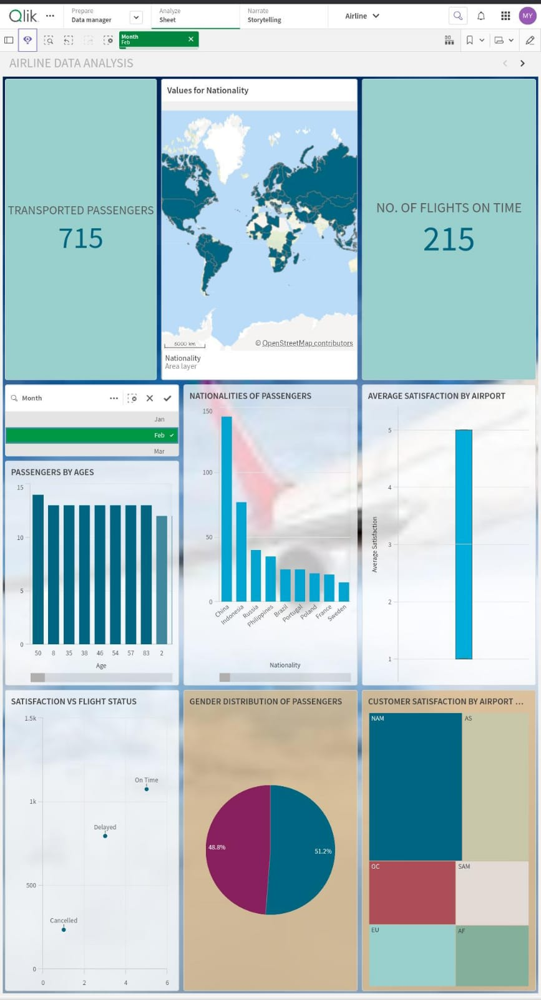 Qlik
Prepare
Data manager
Analyze
Sheet
Narrate
Storytelling
Airline
MY
Month
Feb
AIRLINE DATA ANALYSIS
TRANSPORTED PASSENGERS
715
Values for Nationality
5000 km
© OpenStreetMap contributors
Nationality
Area layer
NO. OF FLIGHTS ON TIME
215
Month
Jan
Feb
Mar
PASSENGERS BY AGES
15
10
5
0
50 8 35 38 46 54 57 83 2
Age
NATIONALITIES OF PASSENGERS
150
100
50
0
China Indonesia Russia Philippines Brazil Portugal Poland France Sweden
Nationality
AVERAGE SATISFACTION BY AIRPORT
Average Satisfaction
5
4
3
2
1
SATISFACTION VS FLIGHT STATUS
1.5k
1k
500
0
On Time
Delayed
Cancelled
0 2 4 6
GENDER DISTRIBUTION OF PASSENGERS
48.8%
51.2%
CUSTOMER SATISFACTION BY AIRPORT ...
NAM
AS
OC
SAM
EU
AF